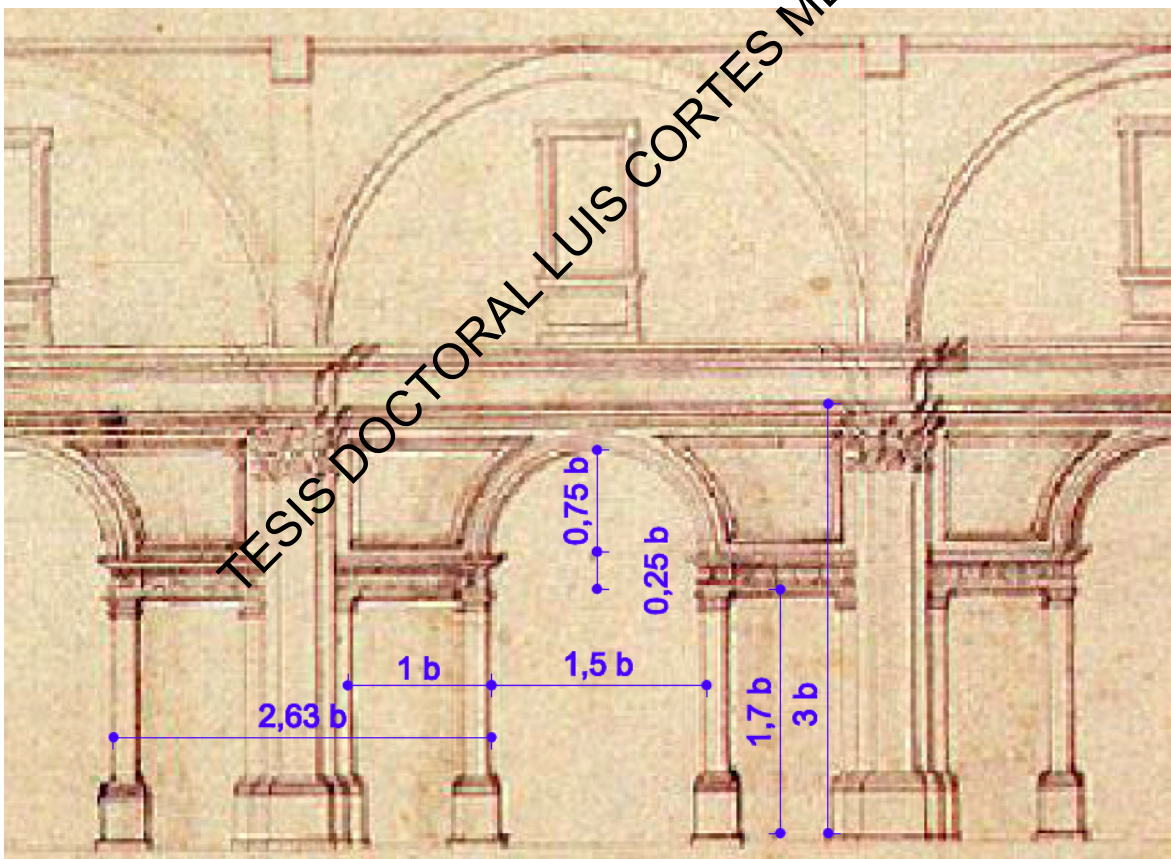 TESIS DOCTORAL LUIS CORTES
0,75 b
0,25 b
1 b
1,5 b
2,63 b
1,7 b
3 b